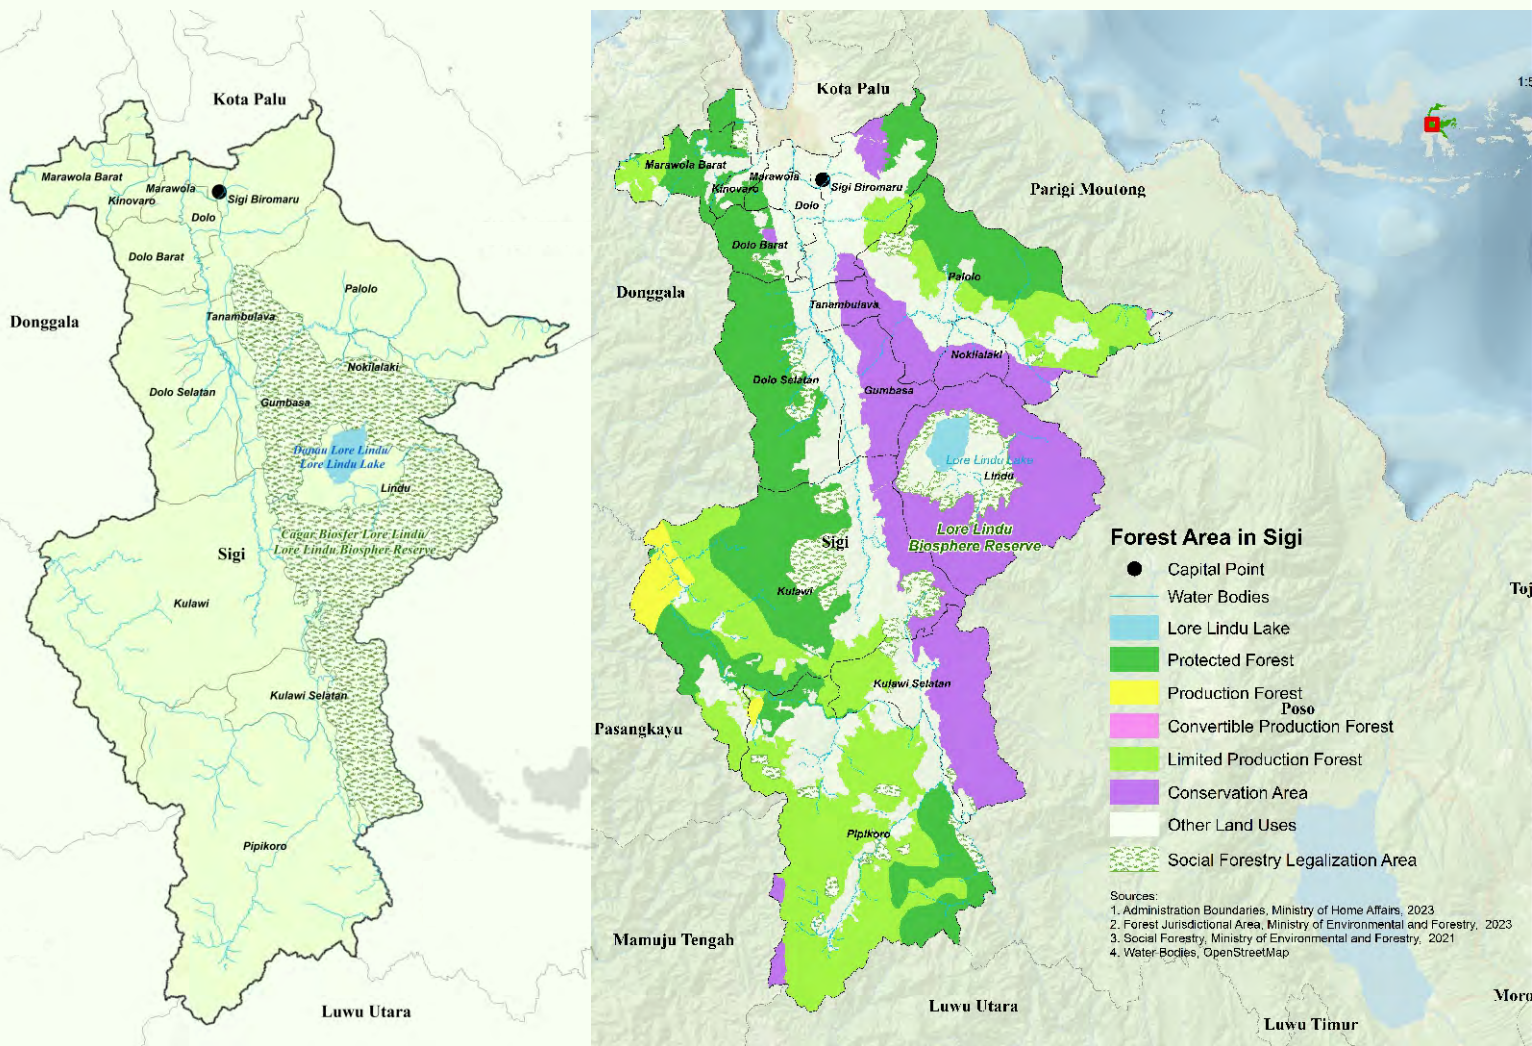 Kota Palu
Marawola Barat
Marawola
Kinovaro
Sigi Biromaru
Dolo
Dolo Barat
Palolo
Donggala
Tanambulava
Nokilalaki
Dolo Selatan
Gumbasa
Danau Lore Lindu/
Lore Lindu Lake
Lindu
Cagar Biosfer Lore Lindu/
Lore Lindu Biospher Reserve
Sigi
Kulawi
Kulawi Selatan
Pipikoro
Luwu Utara
Kota Palu
1:5
Marawola Barat
Marawola
Kinovaro
Sigi Biromaru
Parigi Moutong
Dolo
Dolo Barat
Palolo
Donggala
Tanambulava
Nokilalaki
Dolo Selatan
Gumbasa
Lore Lindu Lake
Lindu
Lore Lindu
Biosphere Reserve
Sigi
Kulawi
Kulawi Selatan
Pasangkayu
Pipikoro
Mamuju Tengah
Luwu Utara
Luwu Timur
Forest Area in Sigi
Capital Point
Water Bodies
Toj
Lore Lindu Lake
Protected Forest
Production Forest
Poso
Convertible Production Forest
Limited Production Forest
Conservation Area
Other Land Uses
Social Forestry Legalization Area
Sources:
1. Administration Boundaries, Ministry of Home Affairs, 2023
2. Forest Jurisdictional Area, Ministry of Environmental and Forestry, 2023
3. Social Forestry, Ministry of Environmental and Forestry, 2021
4. Water Bodies, OpenStreetMap
Moro